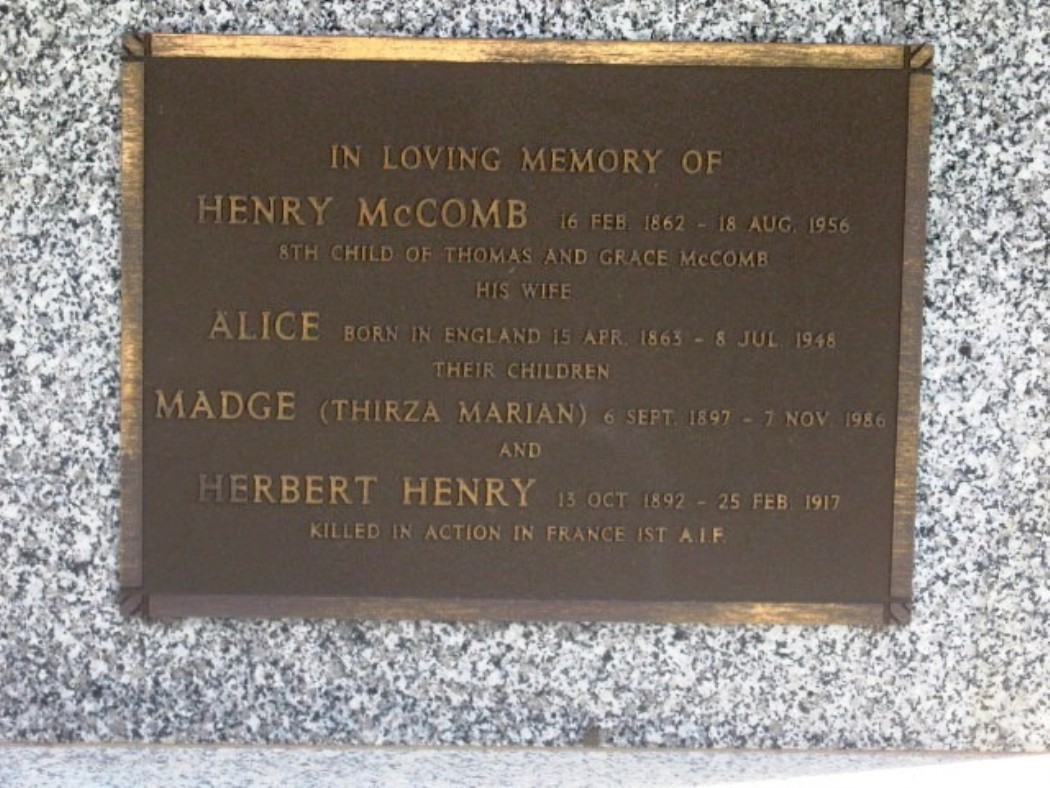 IN LOVING MEMORY OF
HENRY McCOMB 16 FEB. 1862 - 18 AUG. 1956
8TH CHILD OF THOMAS AND GRACE McCOMB
HIS WIFE
ALICE BORN IN ENGLAND 15 APR. 1863 - 8 JUL. 1948
THEIR CHILDREN
MADGE (THIRZA MARIAN) 6 SEPT. 1897 - 7 NOV. 1986
AND
HERBERT HENRY 13 OCT. 1892 - 25 FEB. 1917
KILLED IN ACTION IN FRANCE 1ST A.I.F.